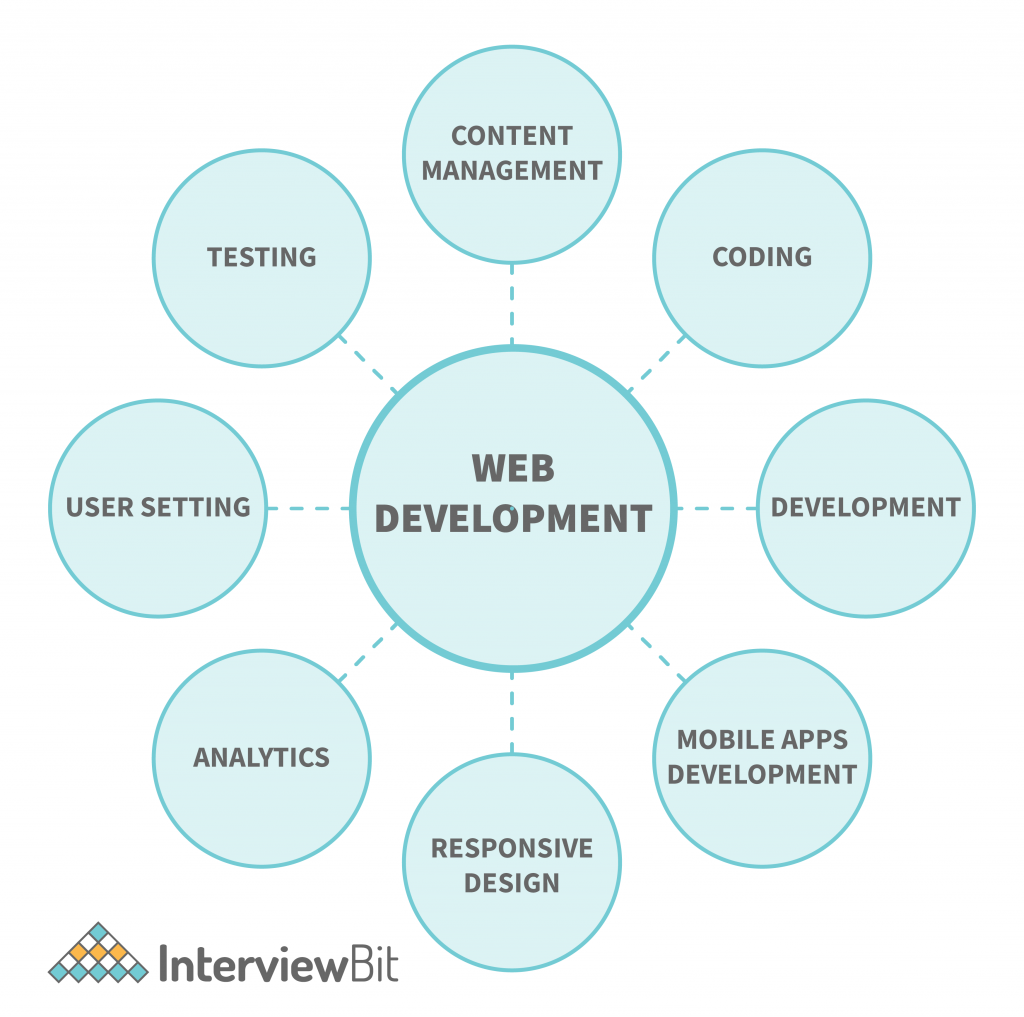 CONTENT
MANAGEMENT
TESTING
CODING
WEB
DEVELOPMENT
USER SETTING
DEVELOPMENT
ANALYTICS
MOBILE APPS
DEVELOPMENT
RESPONSIVE
DESIGN
InterviewBit